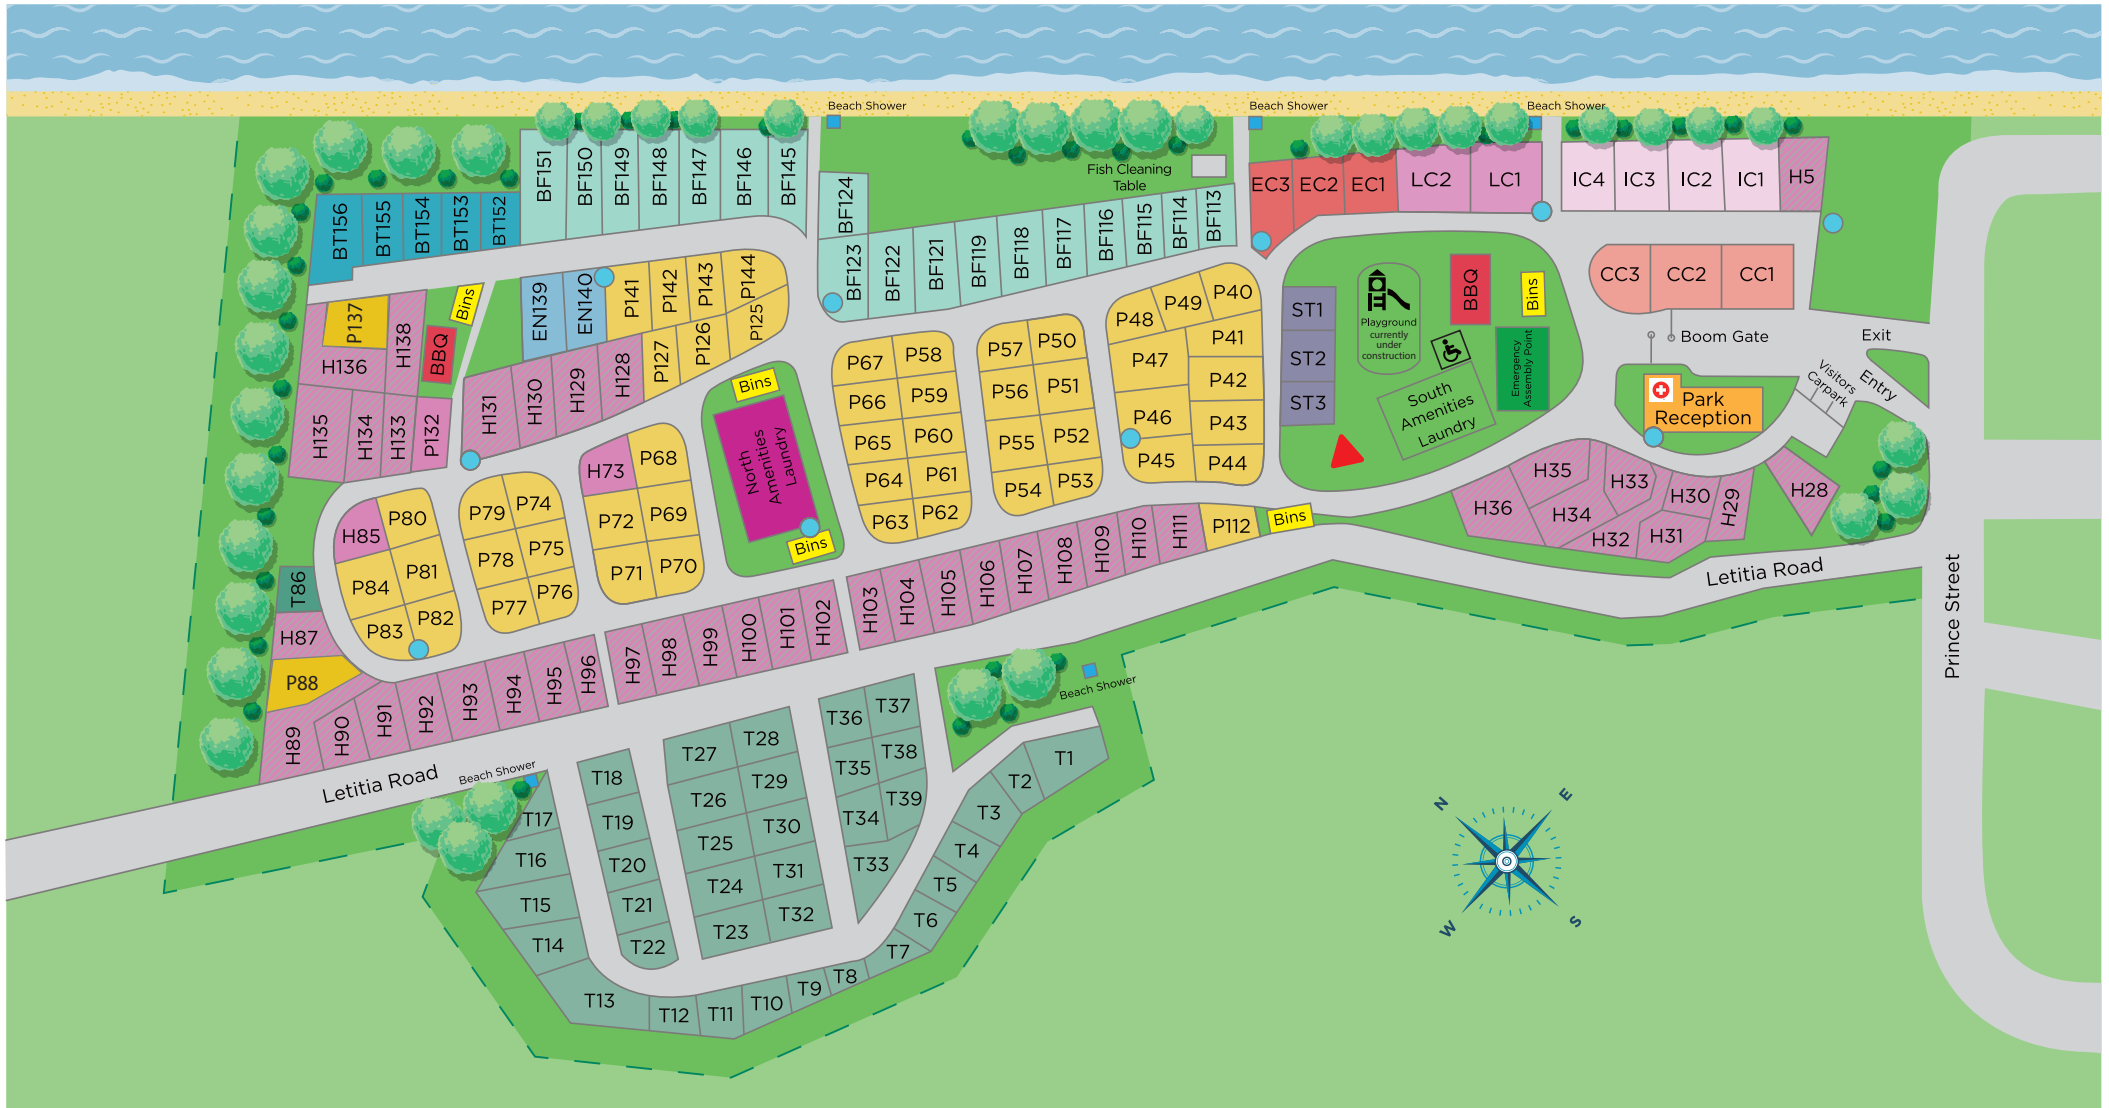 Beach Shower
Beach Shower
Beach Shower
Fish Cleaning
Table
BF151
BF150
BF149
BF148
BF147
BF146
BF145
BF124
EC3
EC2
EC1
LC2
LC1
IC4
IC3
IC2
IC1
H5
BT156
BT155
BT154
BT153
BT152
BF123
BF122
BF121
BF119
BF118
BF117
BF116
BF115
BF114
BF113
CC3
CC2
CC1
P137
H138
H136
BBQ
Bins
EN139
EN140
P141
P142
P143
P144
P125
P126
P127
H128
H129
H130
H131
H135
H134
H133
P132
P48
P49
P40
P41
P47
P42
P46
P43
P45
P44
ST1
ST2
ST3
Playground
currently
under
construction
BBQ
Bins
Emergency
Assembly Point
South
Amenities
Laundry
Boom Gate
Exit
Entry
Visitors
Carpark
Park
Reception
P67
P58
P66
P59
P65
P60
P64
P61
P63
P62
P57
P50
P56
P51
P55
P52
P54
P53
Bins
North
Amenities
Laundry
Bins
H73
P68
P72
P69
P71
P70
P79
P74
P78
P75
P77
P76
H85
P80
P84
P81
P83
P82
T86
H87
P88
H89
H90
H91
H92
H93
H94
H95
H96
H97
H98
H99
H100
H101
H102
H103
H104
H105
H106
H107
H108
H109
H110
H111
P112
Bins
H36
H35
H34
H33
H32
H31
H30
H29
H28
Letitia Road
Prince Street
Letitia Road
Beach Shower
Beach Shower
T17
T16
T15
T14
T13
T12
T11
T10
T9
T8
T7
T6
T5
T4
T3
T2
T1
T18
T19
T20
T21
T22
T27
T28
T26
T29
T25
T30
T24
T31
T23
T32
T36
T37
T35
T38
T34
T39
T33
N
E
W
S